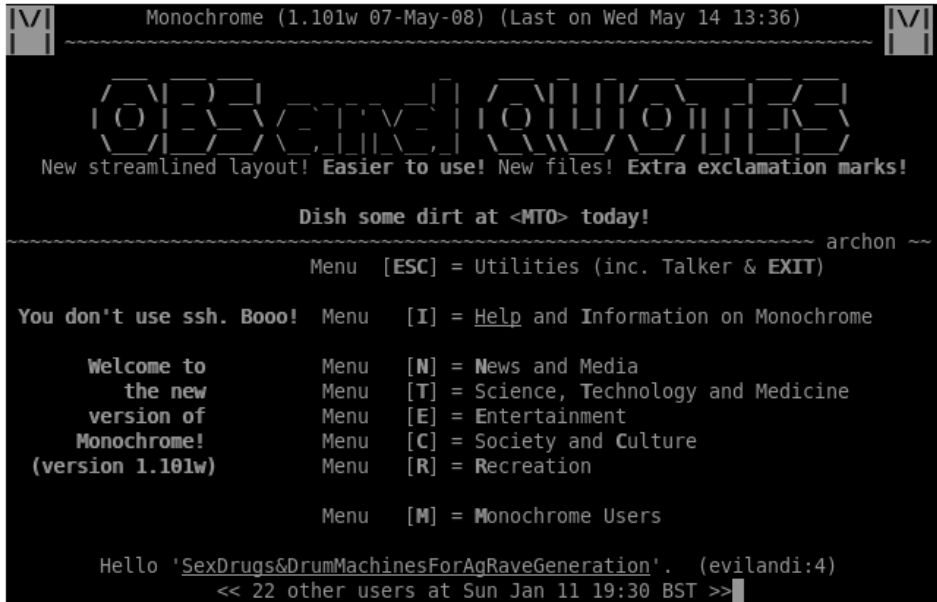 Monochrome (1.101w 07-May-08) (Last on Wed May 14 13:36)
OBS and QUOTES
New streamlined layout! Easier to use! New files! Extra exclamation marks!
Dish some dirt at <MTO> today!
archon
Menu [ESC] = Utilities (inc. Talker & EXIT)
You don't use ssh. Booo! Menu [I] = Help and Information on Monochrome
Welcome to Menu [N] = News and Media
the new Menu [T] = Science, Technology and Medicine
version of Menu [E] = Entertainment
Monochrome! Menu [C] = Society and Culture
(version 1.101w) Menu [R] = Recreation
Menu [M] = Monochrome Users
Hello 'SexDrugs&DrumMachinesForAgRaveGeneration'. (evilandi:4)
<< 22 other users at Sun Jan 11 19:30 BST >>